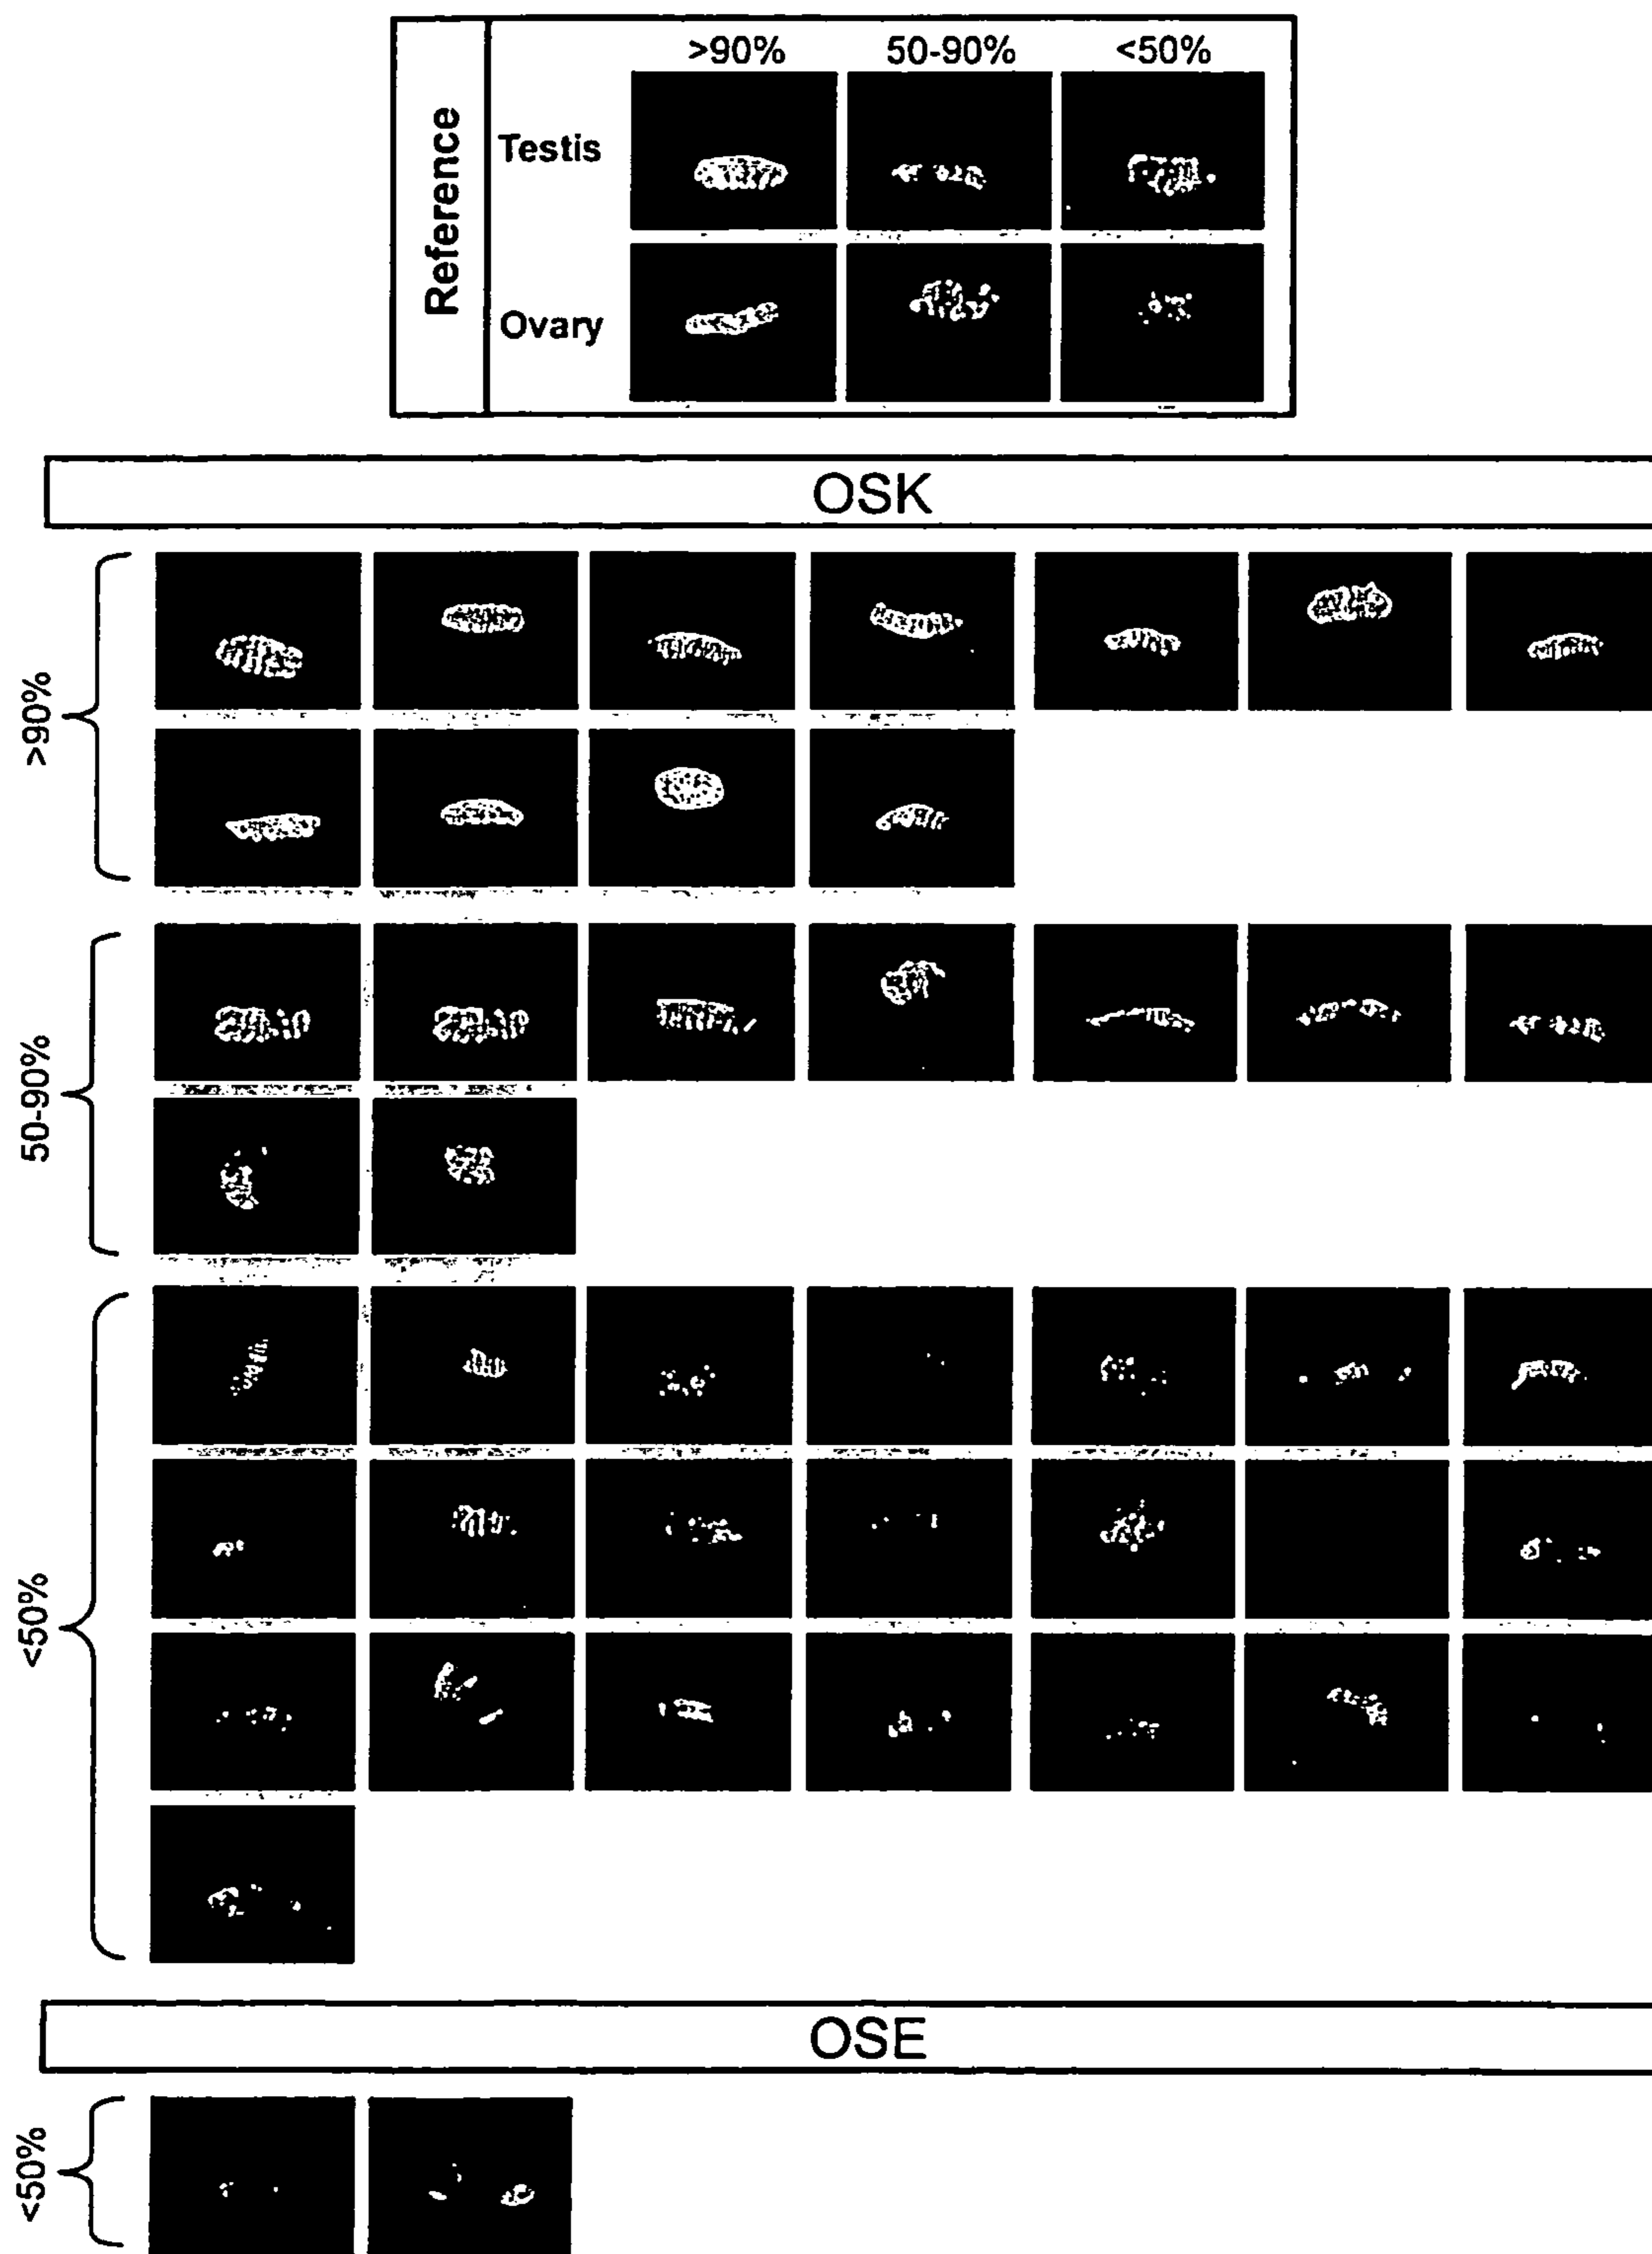 >90% 50-90% <50%
Reference
Testis
Ovary
OSK
>90%
50-90%
<50%
OSE
<50%